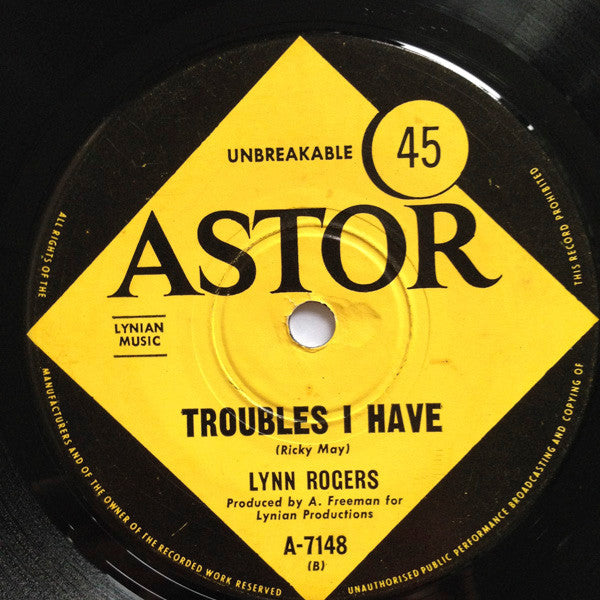 UNBREAKABLE 45
ASTOR
LYNIAN
MUSIC
TROUBLES I HAVE
(Ricky May)
LYNN ROGERS
Produced by A. Freeman for
Lynian Productions
A-7148
(B)
ALL RIGHTS OF THE
MANUFACTURERS AND OF THE OWNER OF THE RECORDED WORK RESERVED
UNAUTHORISED PUBLIC PERFORMANCE BROADCASTING AND COPYING OF
THIS RECORD PROHIBITED